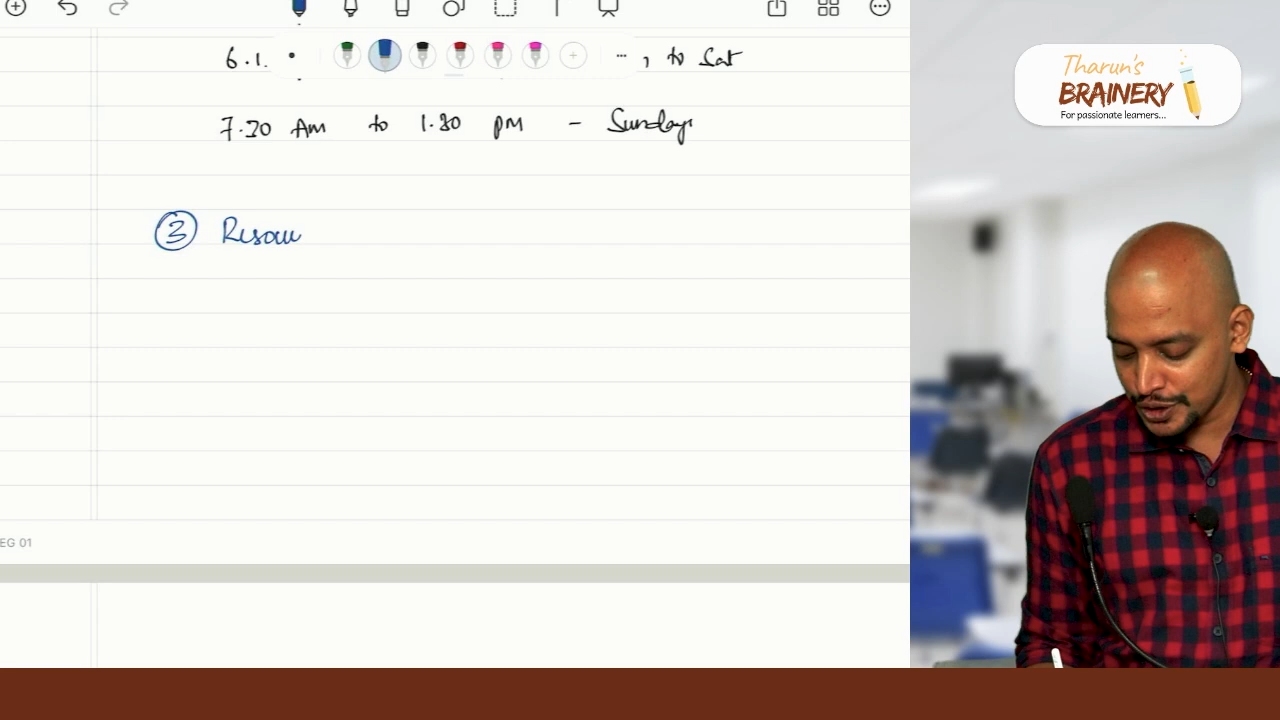 6.1. , to Sat
7.30 Am to 1.30 pm - Sundays
3 Resou
EG 01
Tharun's
BRAINERY
For passionate learners...